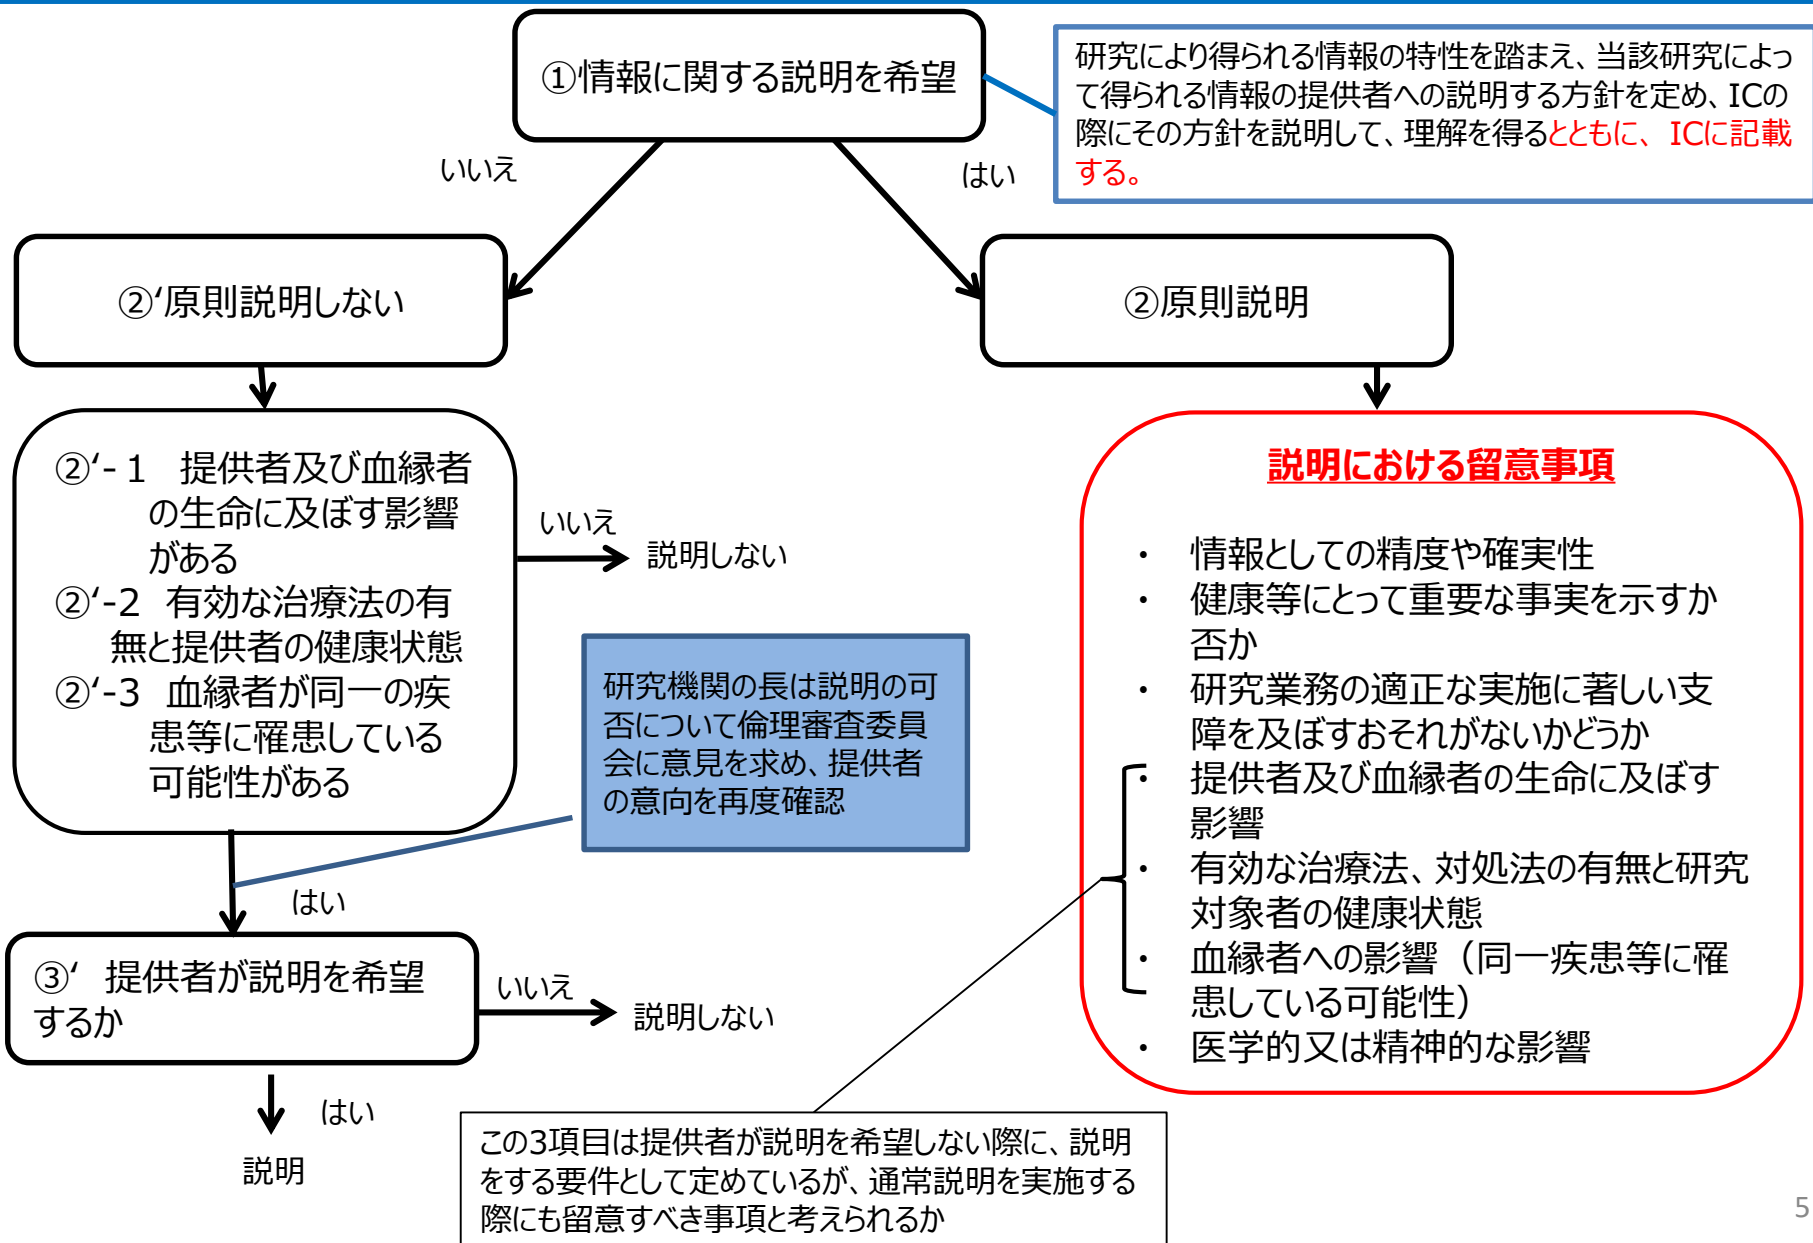 ①情報に関する説明を希望
研究により得られる情報の特性を踏まえ、当該研究によっ
て得られる情報の提供者への説明する方針を定め、ICの
際にその方針を説明して、理解を得るとともに、ICに記載
する。
いいえ
はい
②‘原則説明しない
②原則説明
②‘-１ 提供者及び血縁者
の生命に及ぼす影響
がある
②‘-2 有効な治療法の有
無と提供者の健康状態
②‘-3 血縁者が同一の疾
患等に罹患している
可能性がある
いいえ
説明しない
研究機関の長は説明の可
否について倫理審査委員
会に意見を求め、提供者
の意向を再度確認
はい
③‘ 提供者が説明を希望
するか
いいえ
説明しない
はい
説明
説明における留意事項
・ 情報としての精度や確実性
・ 健康等にとって重要な事実を示すか
否か
・ 研究業務の適正な実施に著しい支
障を及ぼすおそれがないかどうか
・ 提供者及び血縁者の生命に及ぼす
影響
・ 有効な治療法、対処法の有無と研究
対象者の健康状態
・ 血縁者への影響（同一疾患等に罹
患している可能性）
・ 医学的又は精神的な影響
この3項目は提供者が説明を希望しない際に、説明
をする要件として定めているが、通常説明を実施する
際にも留意すべき事項と考えられるか
5